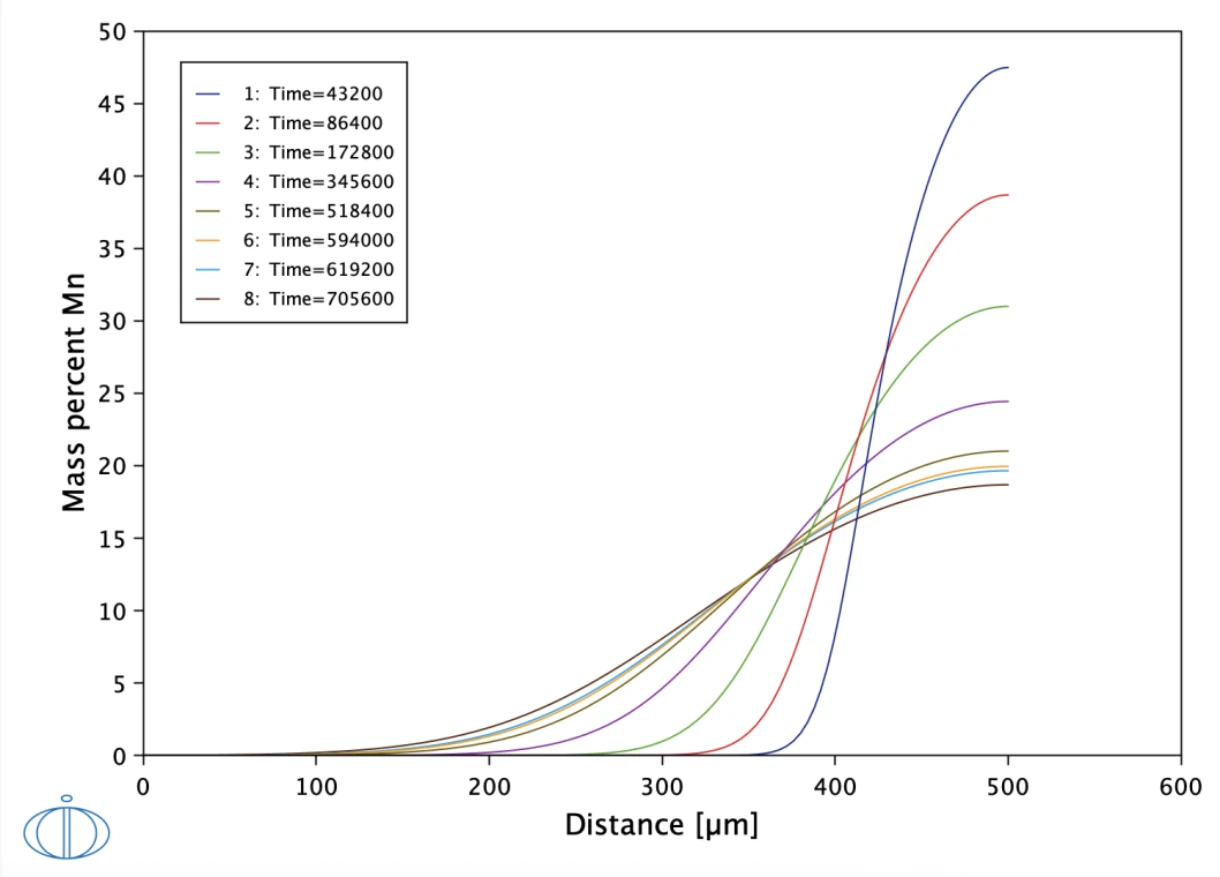 50
45
40
35
30
25
20
15
10
5
0
Mass percent Mn
1: Time=43200
2: Time=86400
3: Time=172800
4: Time=345600
5: Time=518400
6: Time=594000
7: Time=619200
8: Time=705600
0 100 200 300 400 500 600
Distance [µm]